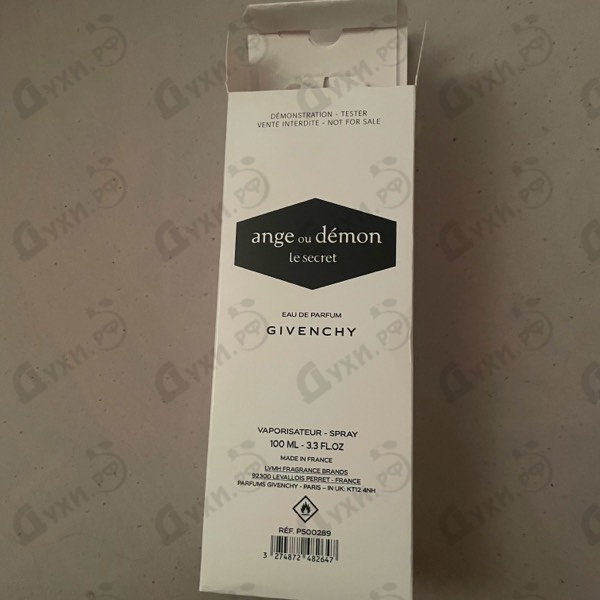 DÉMONSTRATION - TESTER
VENTE INTERDITE - NOT FOR SALE
ange ou démon
le secret
EAU DE PARFUM
GIVENCHY
VAPORISATEUR - SPRAY
100 ML - 3.3 FL.OZ
MADE IN FRANCE
LVMH FRAGRANCE BRANDS
92300 LEVALLOIS PERRET - FRANCE
PARFUMS GIVENCHY - PARIS - IN UK: KT12 4NH
RÉF. P500289
3 274872 482647
Духи.рф